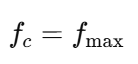 f_c = f_max